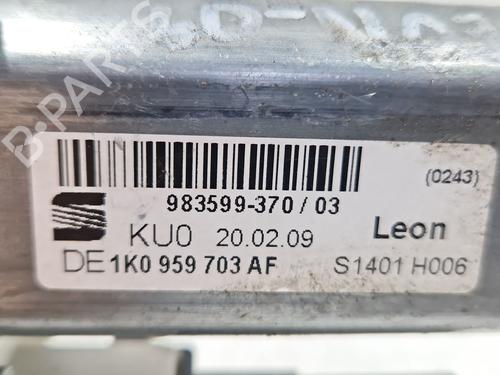 B-PARTS
(0243)
983599-370 / 03
KU0 20.02.09 Leon
DE 1K0 959 703 AF S1401 H006